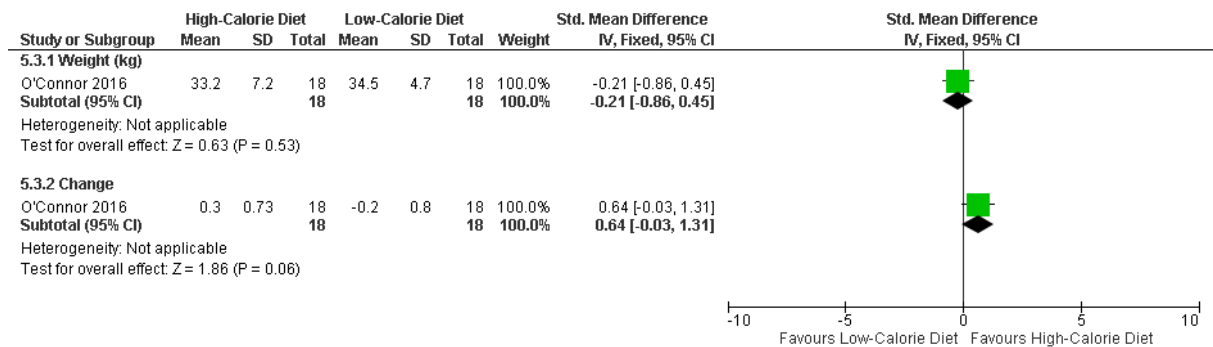 High-Calorie Diet Low-Calorie Diet Std. Mean Difference Std. Mean Difference
Study or Subgroup Mean SD Total Mean SD Total Weight IV, Fixed, 95% CI IV, Fixed, 95% CI
5.3.1 Weight (kg)
O'Connor 2016 33.2 7.2 18 34.5 4.7 18 100.0% -0.21 [-0.86, 0.45]
Subtotal (95% CI) 18 18 100.0% -0.21 [-0.86, 0.45]
Heterogeneity: Not applicable
Test for overall effect: Z = 0.63 (P = 0.53)
5.3.2 Change
O'Connor 2016 0.3 0.73 18 -0.2 0.8 18 100.0% 0.64 [-0.03, 1.31]
Subtotal (95% CI) 18 18 100.0% 0.64 [-0.03, 1.31]
Heterogeneity: Not applicable
Test for overall effect: Z = 1.86 (P = 0.06)
-10 -5 0 5 10
Favours Low-Calorie Diet Favours High-Calorie Diet